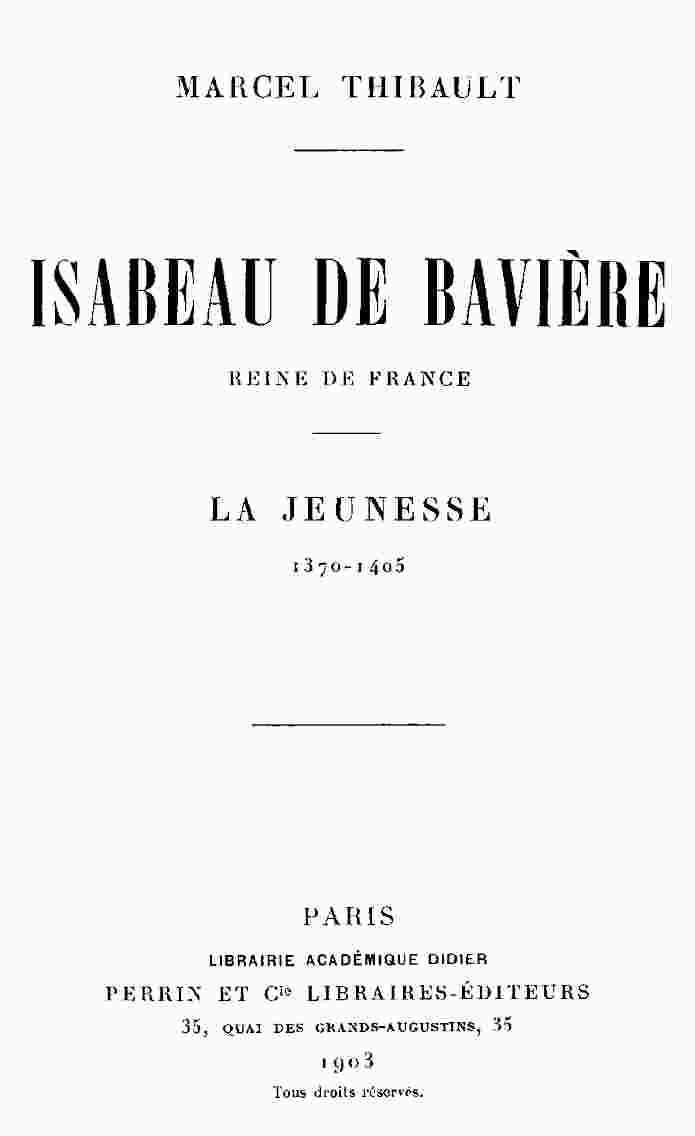 MARCEL THIBAULT
ISABEAU DE BAVIÈRE
REINE DE FRANCE
LA JEUNESSE
1370-1405
PARIS
LIBRAIRIE ACADÉMIQUE DIDIER
PERRIN ET Cie LIBRAIRES-ÉDITEURS
35, QUAI DES GRANDS-AUGUSTINS, 35
1903
Tous droits réservés.